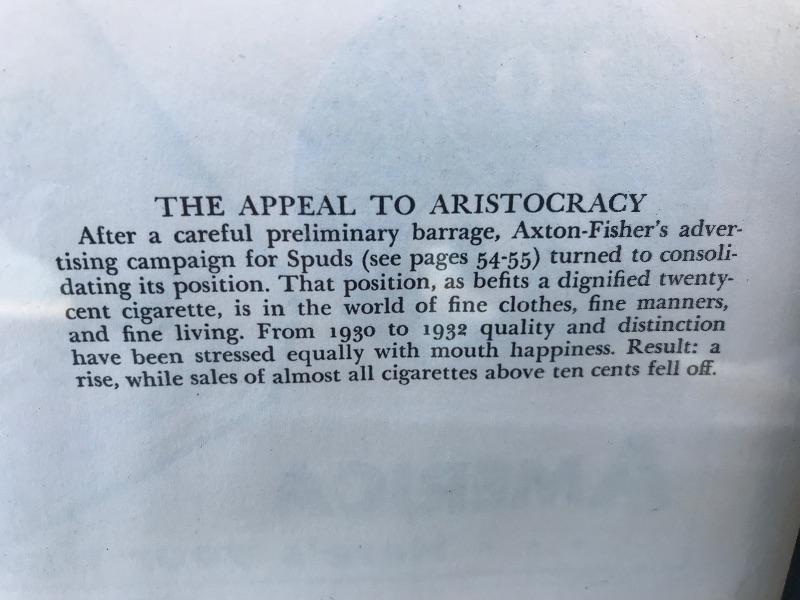 THE APPEAL TO ARISTOCRACY
After a careful preliminary barrage, Axton-Fisher's adver-
tising campaign for Spuds (see pages 54-55) turned to consoli-
dating its position. That position, as befits a dignified twenty-
cent cigarette, is in the world of fine clothes, fine manners,
and fine living. From 1930 to 1932 quality and distinction
have been stressed equally with mouth happiness. Result: a
rise, while sales of almost all cigarettes above ten cents fell off.
AMERICA